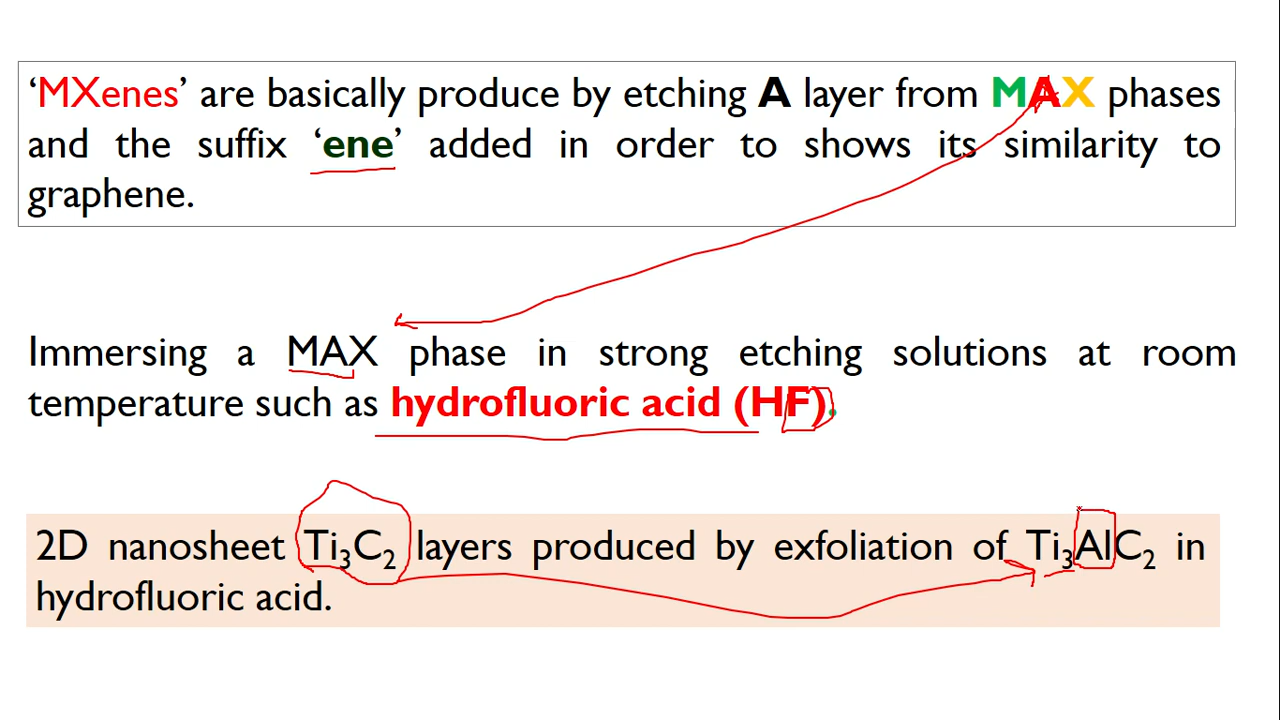 ‘MXenes’ are basically produce by etching A layer from MAX phases
and the suffix ‘ene’ added in order to shows its similarity to
graphene.
Immersing a MAX phase in strong etching solutions at room
temperature such as hydrofluoric acid (HF).
2D nanosheet Ti₃C₂ layers produced by exfoliation of Ti₃AlC₂ in
hydrofluoric acid.